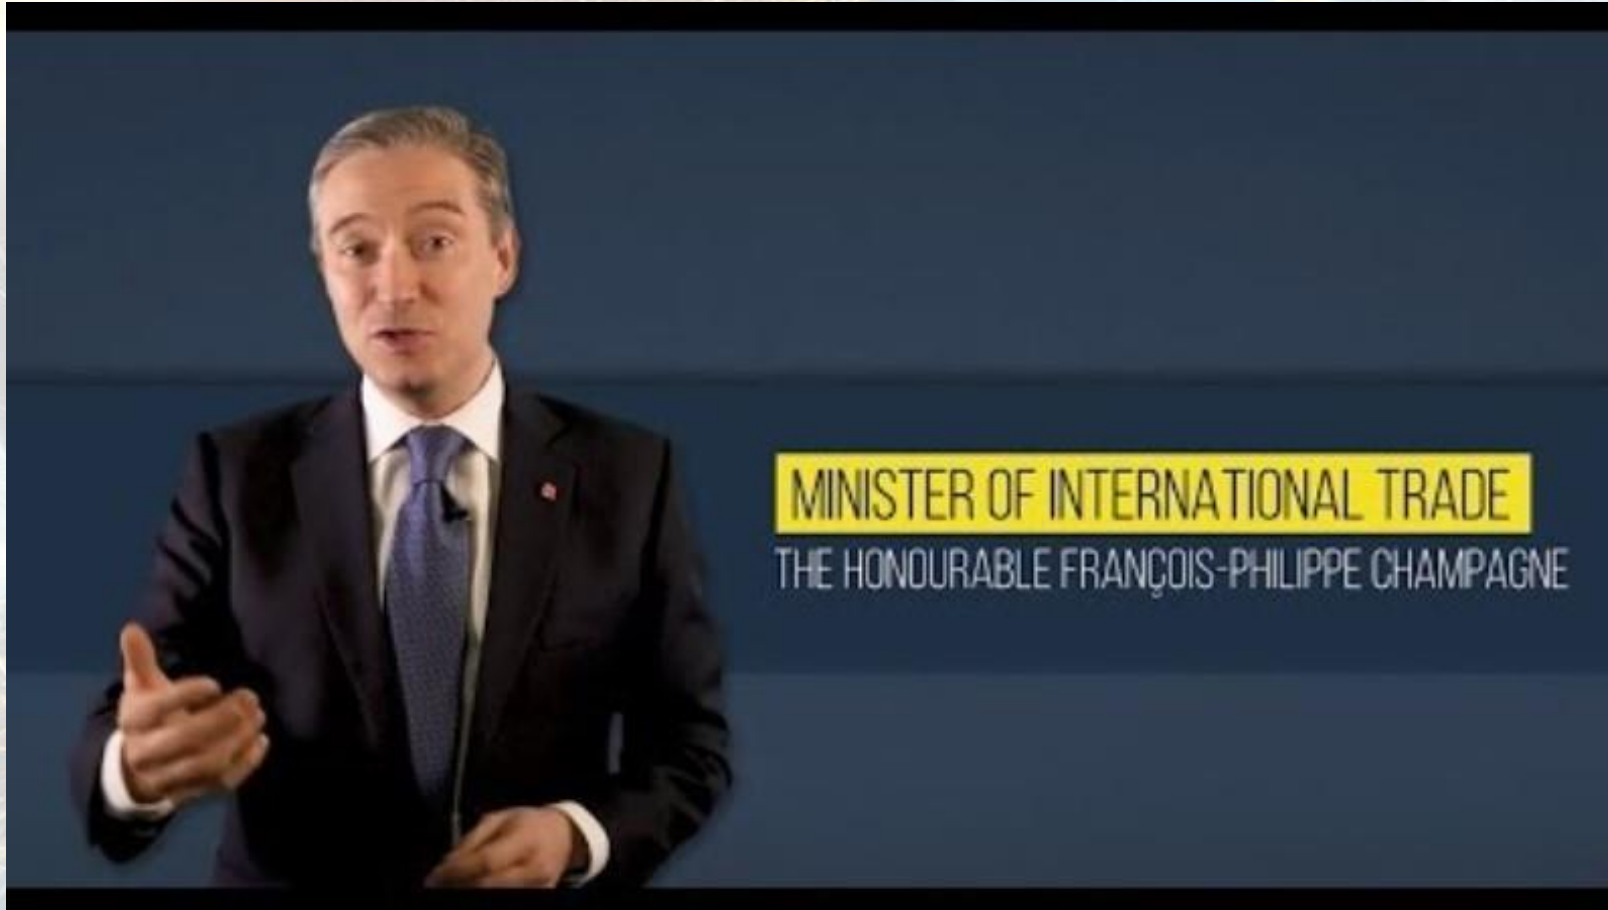 MINISTER OF INTERNATIONAL TRADE
THE HONOURABLE FRANÇOIS-PHILIPPE CHAMPAGNE